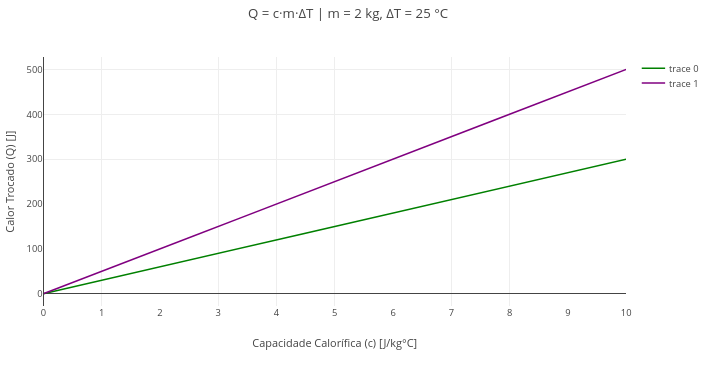 Q = c·m·ΔT | m = 2 kg, ΔT = 25 °C
trace 0
trace 1
Calor Trocado (Q) [J]
500
400
300
200
100
0
0 1 2 3 4 5 6 7 8 9 10
Capacidade Calorífica (c) [J/kg°C]